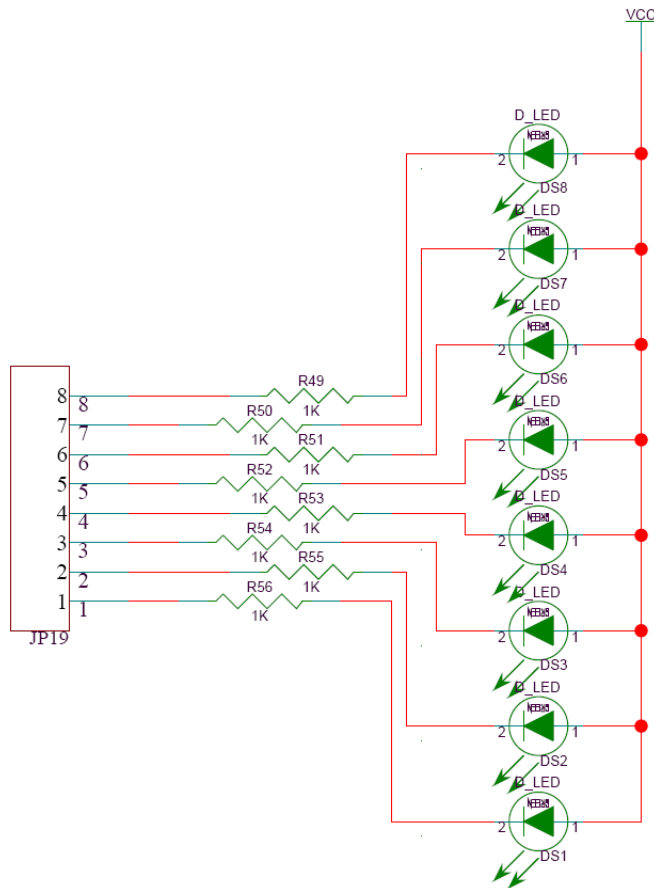 VCC
D_LED
2 1
DS8
D_LED
2 1
DS7
D_LED
2 1
DS6
D_LED
2 1
DS5
D_LED
2 1
DS4
D_LED
2 1
DS3
D_LED
2 1
DS2
D_LED
2 1
DS1
8 8
R49
1K
7 7
R50
1K
6 6
R51
1K
5 5
R52
1K
4 4
R53
1K
3 3
R54
1K
2 2
R55
1K
1 1
R56
1K
JP19